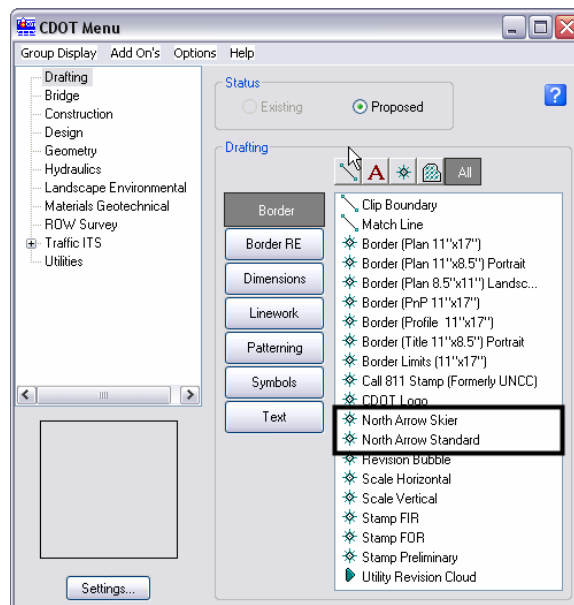 CDOT Menu
Group Display Add On's Options Help
Drafting
Bridge
Construction
Design
Geometry
Hydraulics
Landscape Environmental
Materials Geotechnical
ROW Survey
Traffic ITS
Utilities
Settings...
Status
Existing
Proposed
?
Drafting
A
All
Border
Border RE
Dimensions
Linework
Patterning
Symbols
Text
Clip Boundary
Match Line
Border (Plan 11"x17")
Border (Plan 11"x8.5") Portrait
Border (Plan 8.5"x11") Landsc...
Border (PnP 11"x17")
Border (Profile 11"x17")
Border (Title 11"x8.5") Portrait
Border Limits (11"x17")
Call 811 Stamp (Formerly UNCC)
CDOT Logo
North Arrow Skier
North Arrow Standard
Revision Bubble
Scale Horizontal
Scale Vertical
Stamp FIR
Stamp FOR
Stamp Preliminary
Utility Revision Cloud